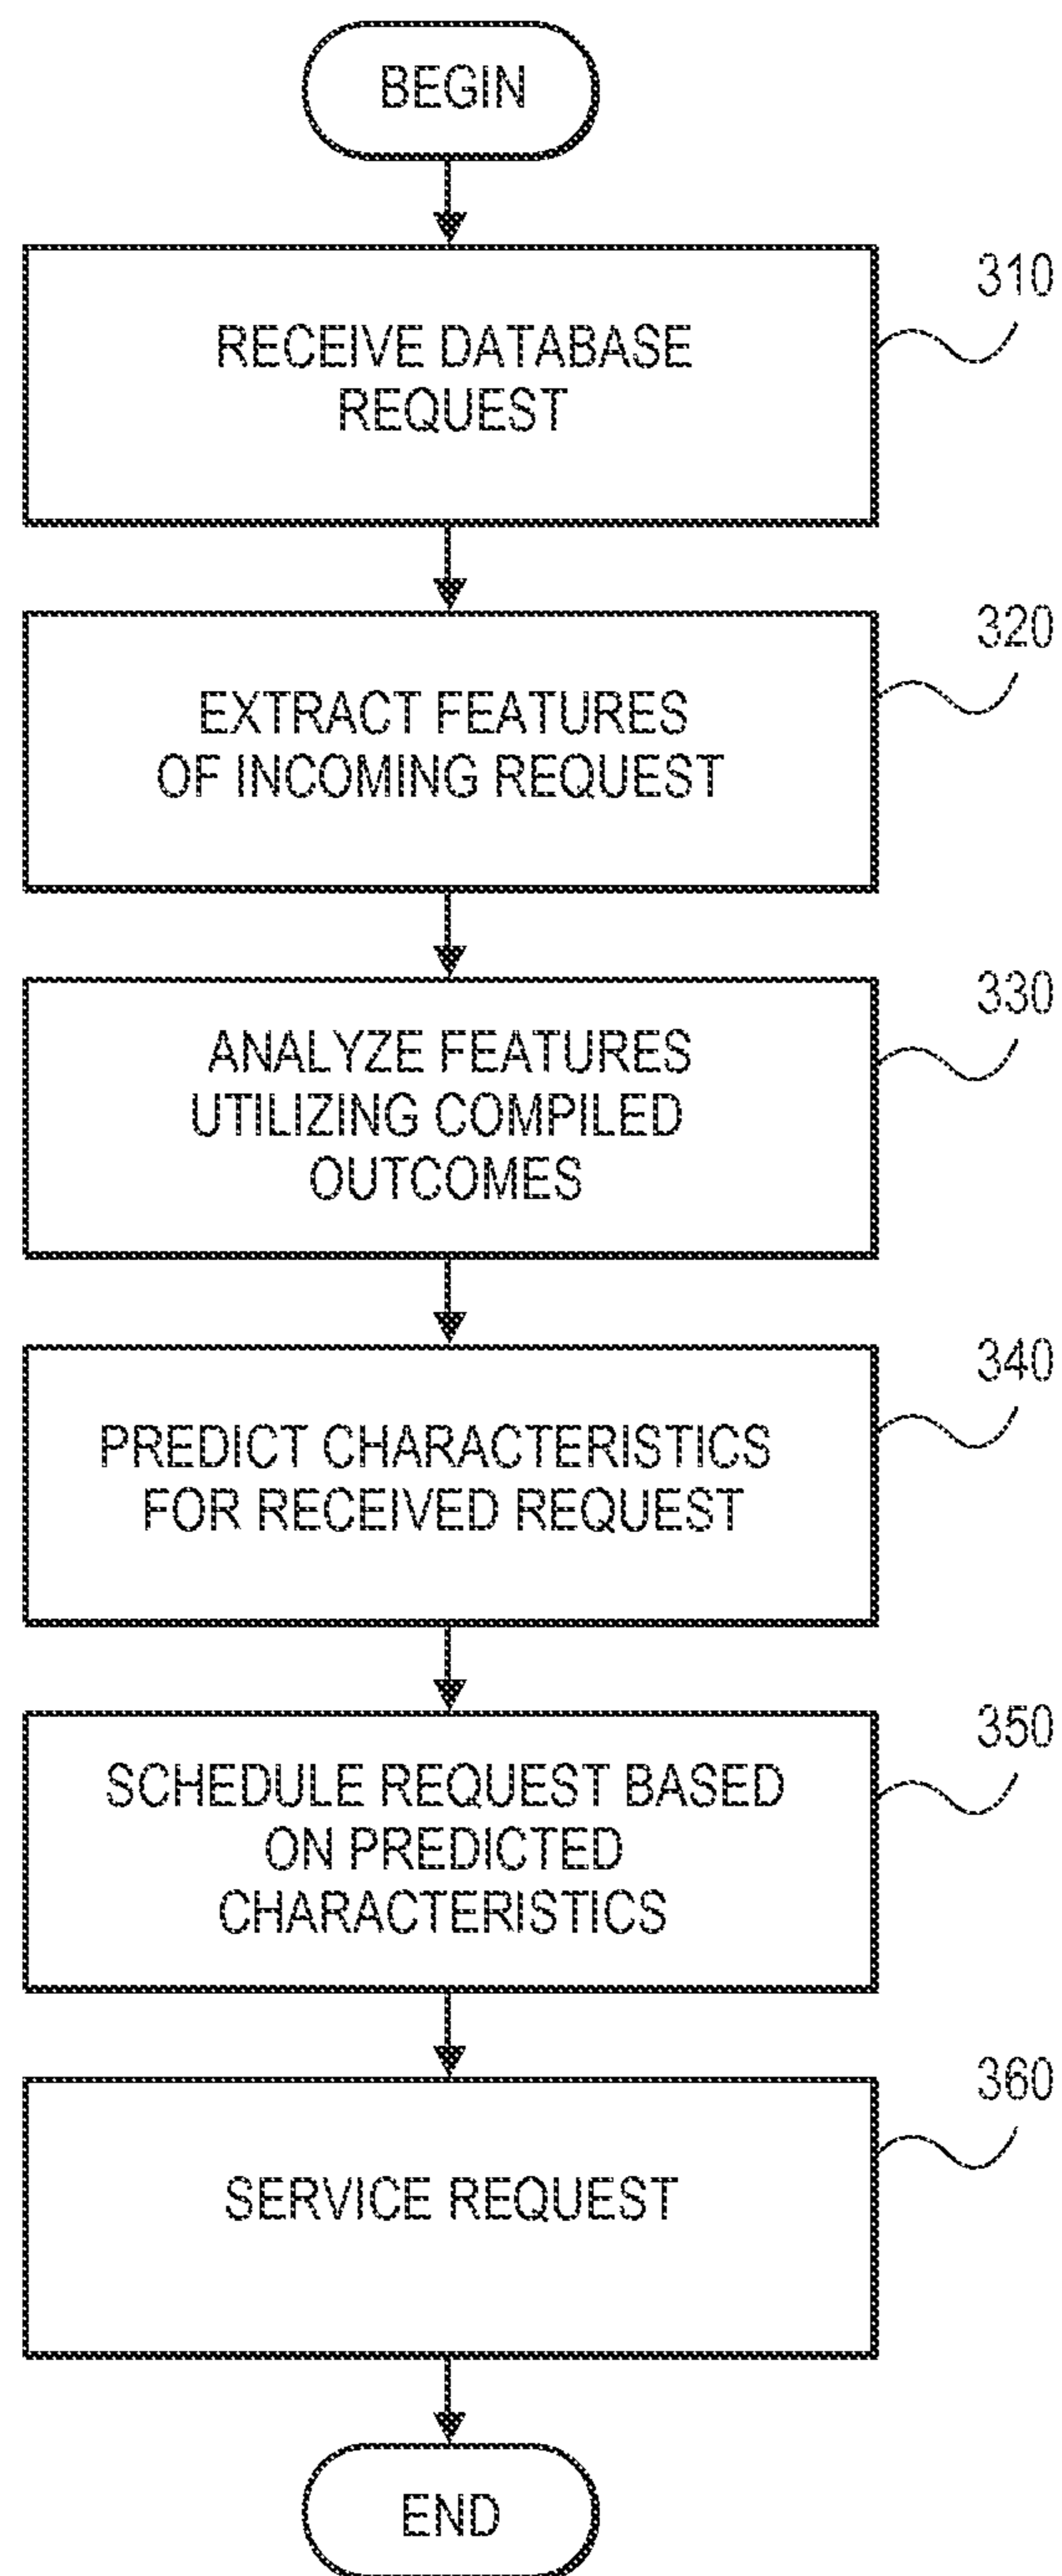 BEGIN
310
RECEIVE DATABASE
REQUEST
320
EXTRACT FEATURES
OF INCOMING REQUEST
330
ANALYZE FEATURES
UTILIZING COMPILED
OUTCOMES
340
PREDICT CHARACTERISTICS
FOR RECEIVED REQUEST
350
SCHEDULE REQUEST BASED
ON PREDICTED
CHARACTERISTICS
360
SERVICE REQUEST
END